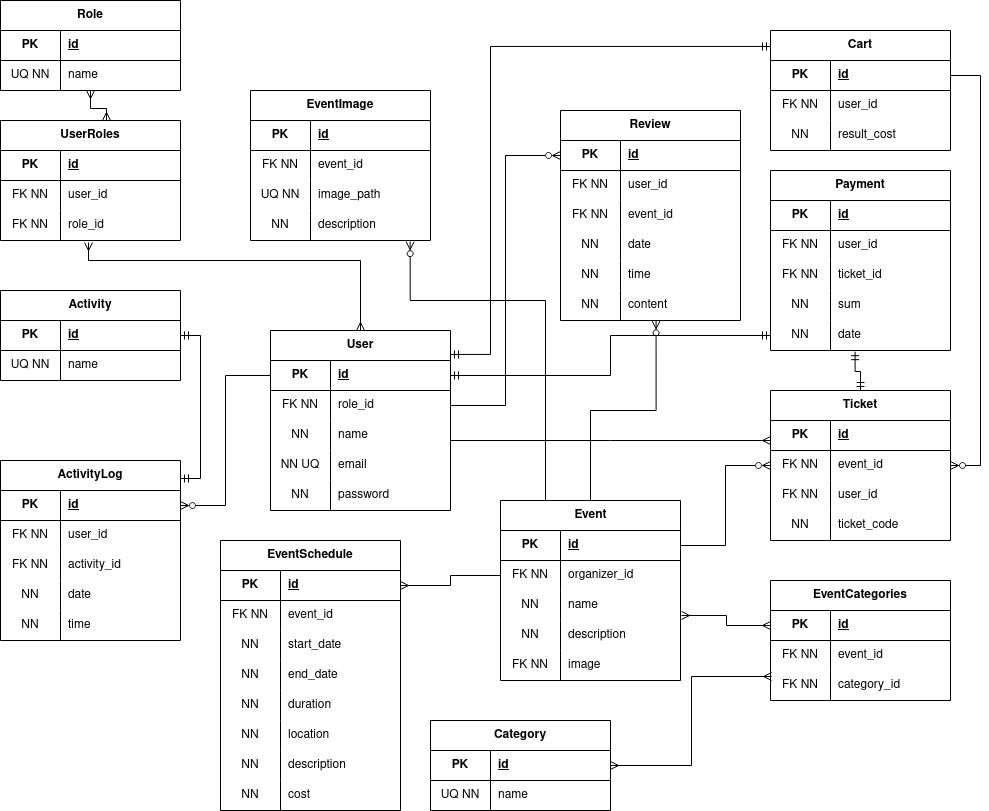 Role
PK id
UQ NN name
UserRoles
PK id
FK NN user_id
FK NN role_id
EventImage
PK id
FK NN event_id
UQ NN image_path
NN description
Review
PK id
FK NN user_id
FK NN event_id
NN date
NN time
NN content
Cart
PK id
FK NN user_id
NN result_cost
Payment
PK id
FK NN user_id
FK NN ticket_id
NN sum
NN date
Activity
PK id
UQ NN name
User
PK id
FK NN role_id
NN name
NN UQ email
NN password
Ticket
PK id
FK NN event_id
FK NN user_id
NN ticket_code
ActivityLog
PK id
FK NN user_id
FK NN activity_id
NN date
NN time
EventSchedule
PK id
FK NN event_id
NN start_date
NN end_date
NN duration
NN location
NN description
NN cost
Event
PK id
FK NN organizer_id
NN name
NN description
FK NN image
EventCategories
PK id
FK NN event_id
FK NN category_id
Category
PK id
UQ NN name